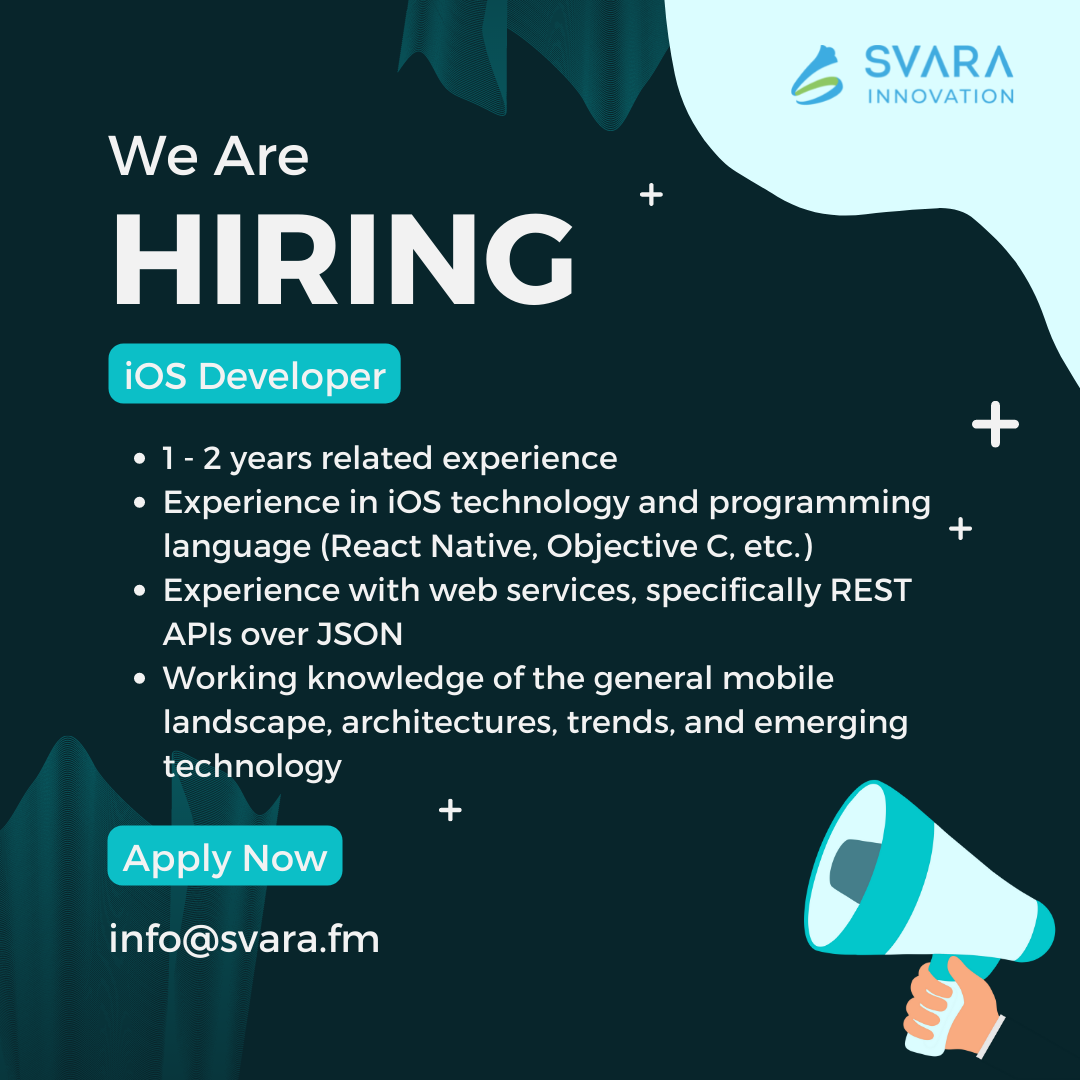 SVARA
INNOVATION
We Are
HIRING
iOS Developer
• 1 - 2 years related experience
• Experience in iOS technology and programming
language (React Native, Objective C, etc.)
• Experience with web services, specifically REST
APIs over JSON
• Working knowledge of the general mobile
landscape, architectures, trends, and emerging
technology
Apply Now
info@svara.fm